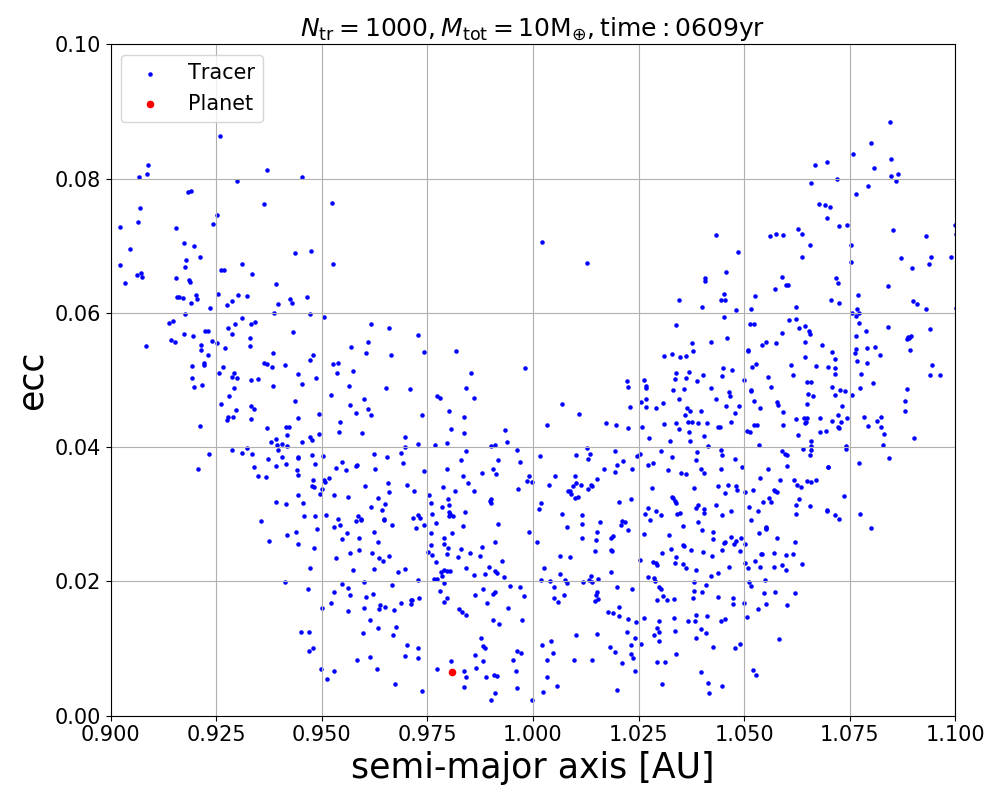 N_tr = 1000, M_tot = 10M_⊕, time : 0609yr
0.10
Tracer
Planet
0.08
0.06
ecc
0.04
0.02
0.00
0.900 0.925 0.950 0.975 1.000 1.025 1.050 1.075 1.100
semi-major axis [AU]